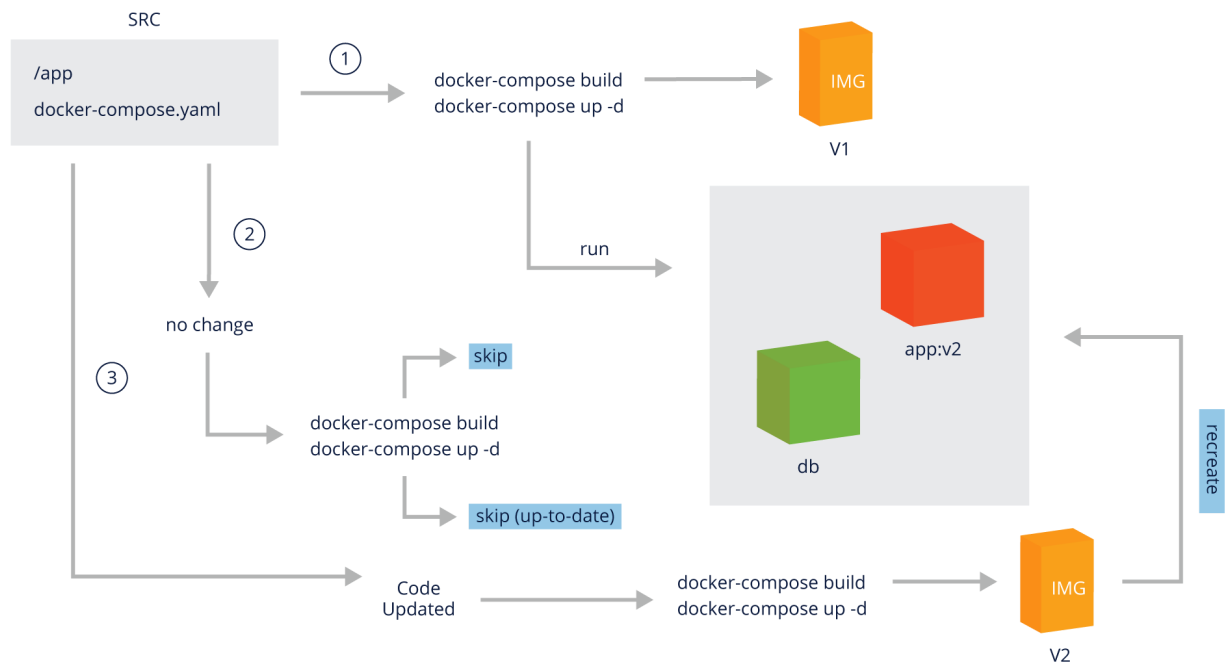 SRC
/app
docker-compose.yaml
1
docker-compose build
docker-compose up -d
IMG
V1
2
run
no change
app:v2
3
skip
docker-compose build
docker-compose up -d
db
recreate
skip (up-to-date)
Code
Updated
docker-compose build
docker-compose up -d
IMG
V2